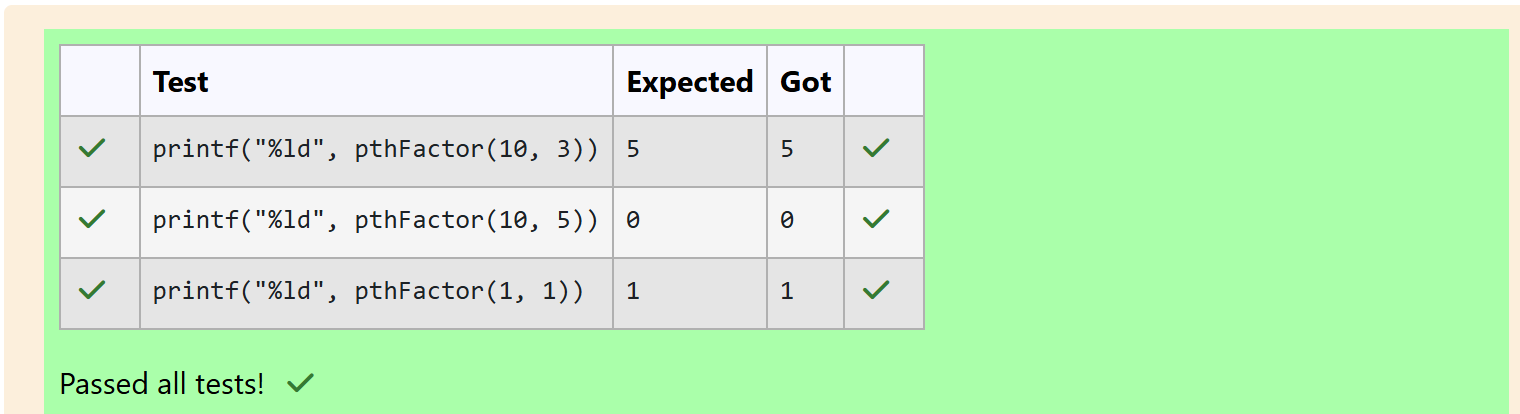 Test Expected Got
printf("%ld", pthFactor(10, 3)) 5 5
printf("%ld", pthFactor(10, 5)) 0 0
printf("%ld", pthFactor(1, 1)) 1 1
Passed all tests!